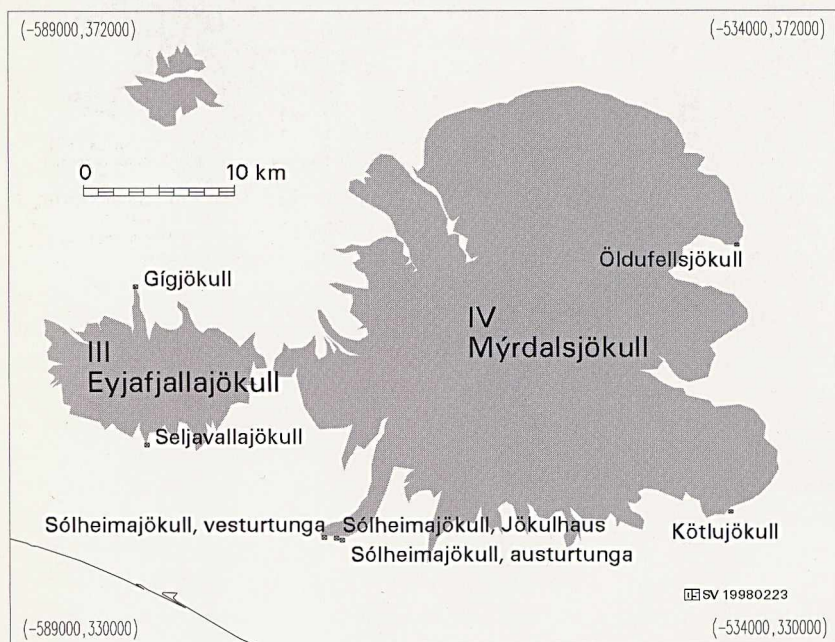 (-589000,372000)
(-534000,372000)
0 10 km
Öldufellsjökull
Gígjökull
IV
Mýrdalsjökull
III
Eyjafjallajökull
Seljavallajökull
Sólheimajökull, vesturtunga
Sólheimajökull, Jökulhaus
Kötlujökull
Sólheimajökull, austurtunga
SV 19980223
(-589000,330000)
(-534000,330000)